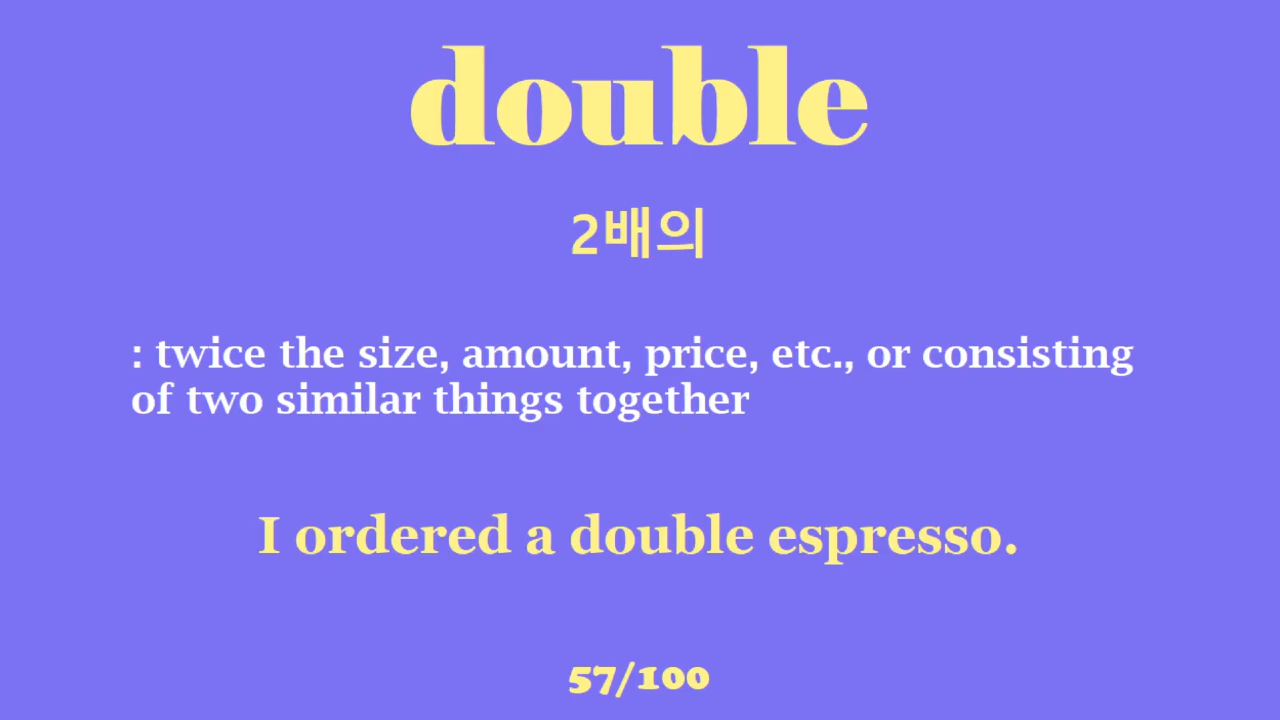 double
2배의
: twice the size, amount, price, etc., or consisting
of two similar things together
I ordered a double espresso.
57/100